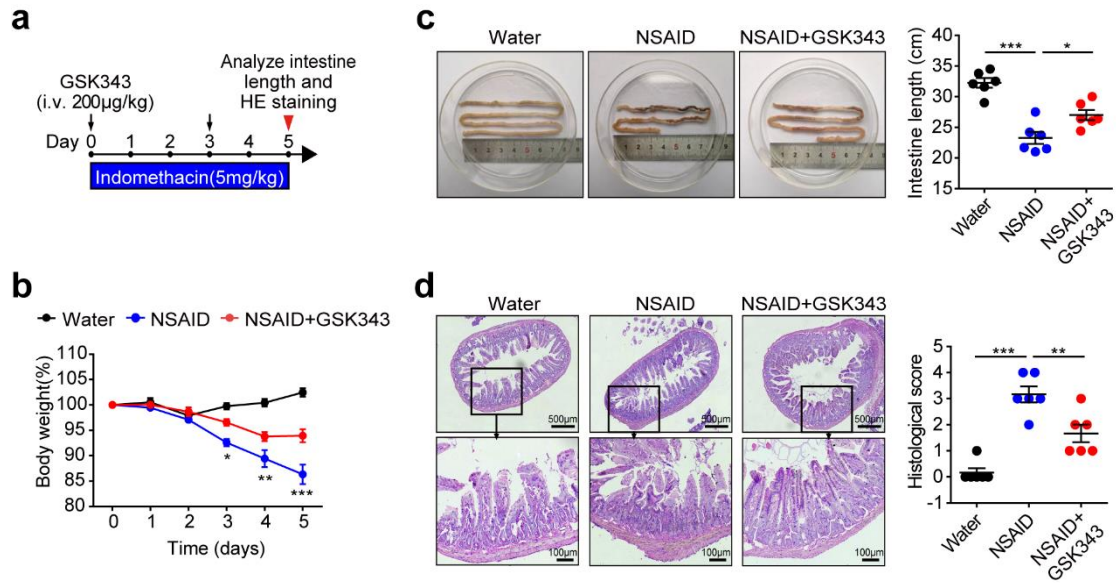 a
GSK343
(i.v. 200μg/kg)
Analyze intestine
length and
HE staining
Day 0 1 2 3 4 5
Indomethacin(5mg/kg)
b
Water NSAID NSAID+GSK343
Body weight(%)
110
105
100
95
90
85
80
*
**
***
0 1 2 3 4 5
Time (days)
c
Water NSAID NSAID+GSK343
Intestine length (cm)
40
35
30
25
20
15
10
*** *
Water
NSAID
NSAID+
GSK343
d
Water NSAID NSAID+GSK343
500μm 500μm 500μm
100μm 100μm 100μm
Histological score
5
4
3
2
1
0
-1
*** **
Water
NSAID
NSAID+
GSK343